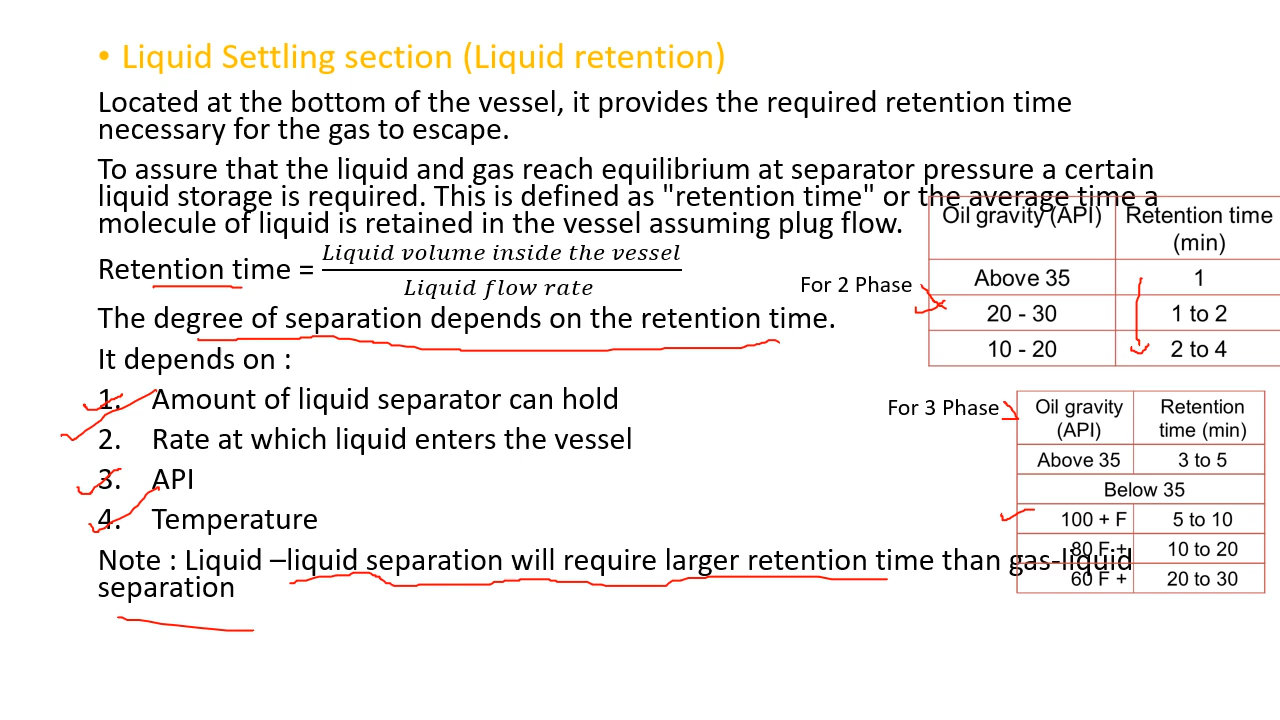 • Liquid Settling section (Liquid retention)
Located at the bottom of the vessel, it provides the required retention time
necessary for the gas to escape.
To assure that the liquid and gas reach equilibrium at separator pressure a certain
liquid storage is required. This is defined as "retention time" or the average time a
molecule of liquid is retained in the vessel assuming plug flow.
Retention time = Liquid volume inside the vessel / Liquid flow rate
The degree of separation depends on the retention time.
It depends on :
1. Amount of liquid separator can hold
2. Rate at which liquid enters the vessel
3. API
4. Temperature
Note : Liquid –liquid separation will require larger retention time than gas-liquid
separation
For 2 Phase
Oil gravity (API) Retention time
(min)
Above 35 1
20 - 30 1 to 2
10 - 20 2 to 4
For 3 Phase
Oil gravity Retention
(API) time (min)
Above 35 3 to 5
Below 35
100 + F 5 to 10
80 F + 10 to 20
60 F + 20 to 30